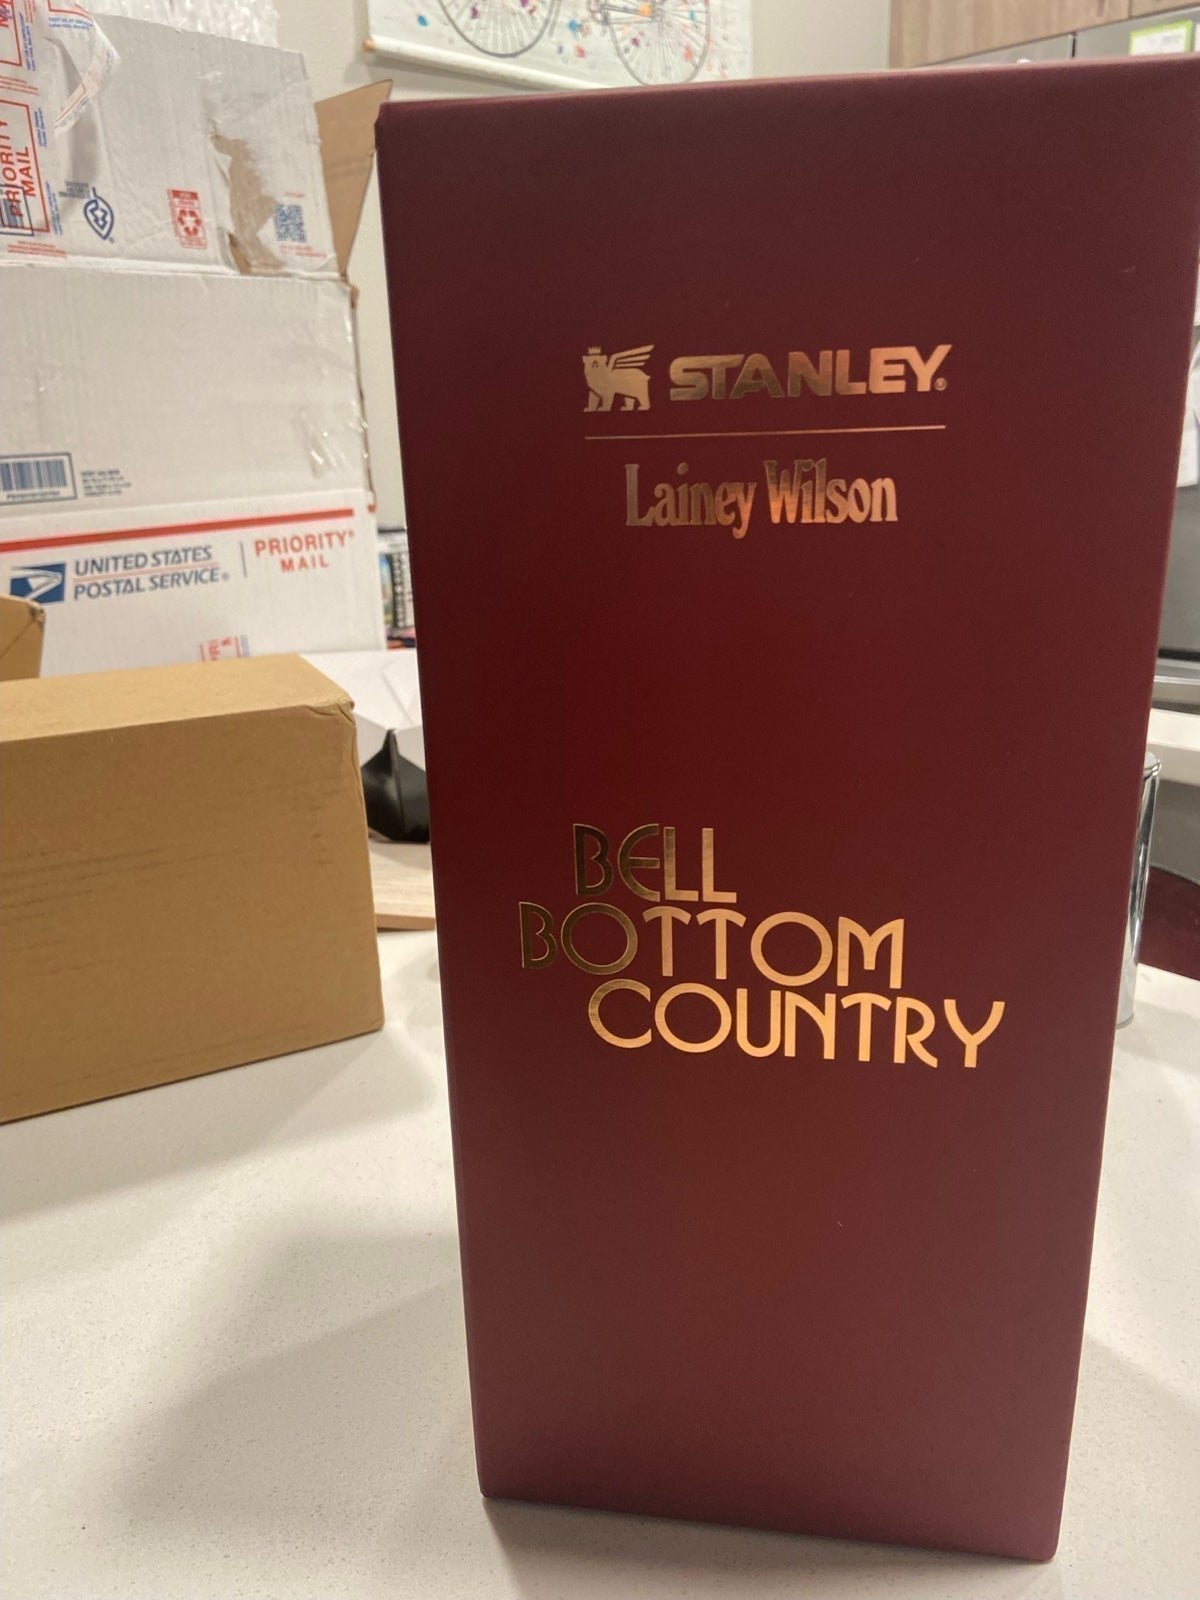 STANLEY®
Lainey Wilson
BELL
BOTTOM
COUNTRY
PRIORITY
MAIL
UNITED STATES
POSTAL SERVICE®
PRIORITY®
MAIL